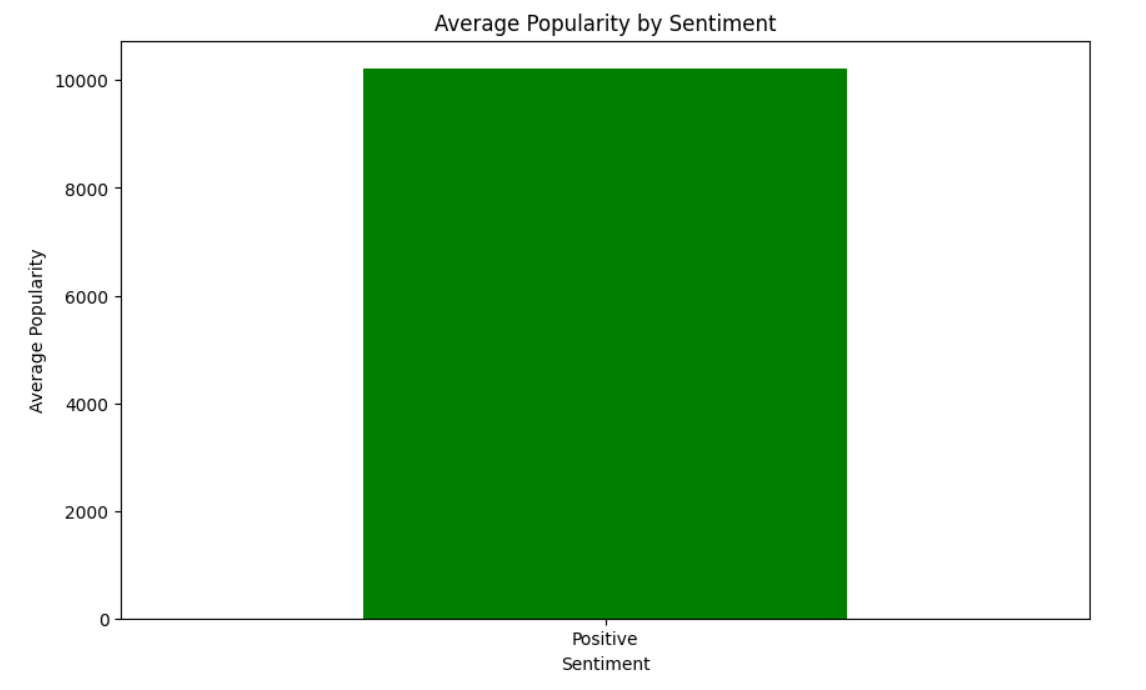 Average Popularity by Sentiment
10000
8000
6000
4000
2000
0
Average Popularity
Positive
Sentiment